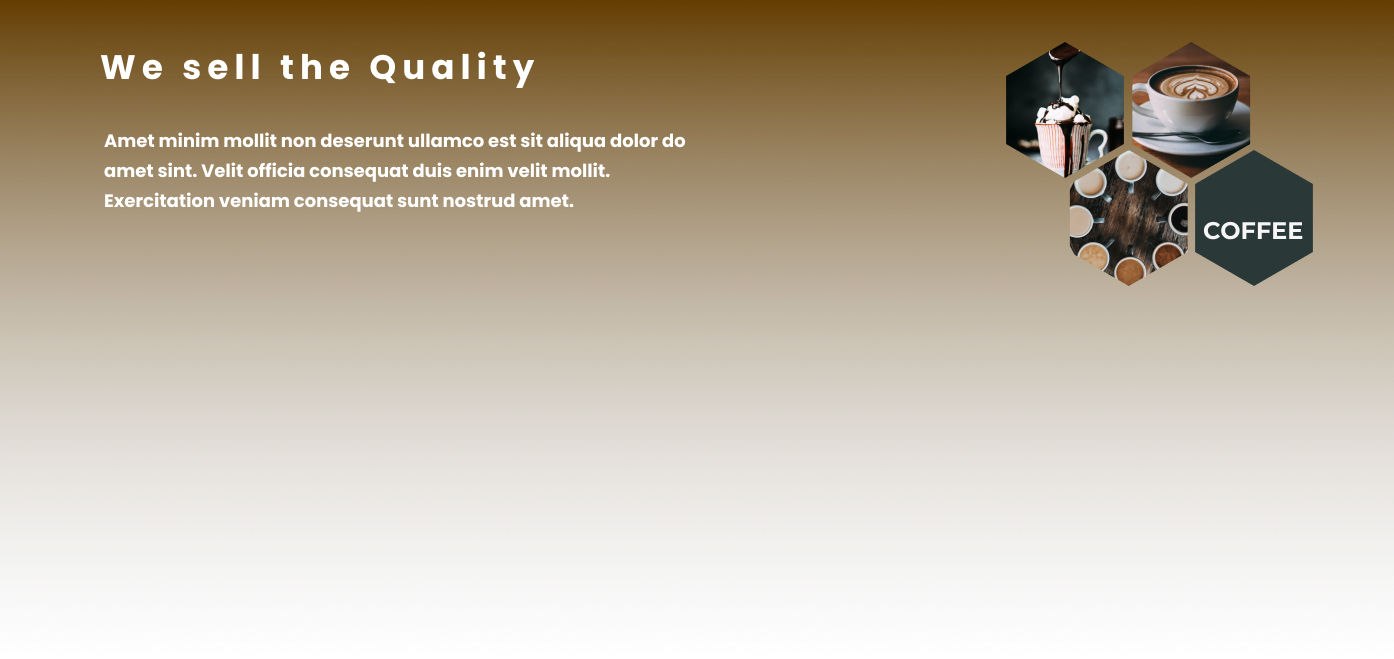 We sell the Quality
Amet minim mollit non deserunt ullamco est sit aliqua dolor do
amet sint. Velit officia consequat duis enim velit mollit.
Exercitation veniam consequat sunt nostrud amet.
COFFEE